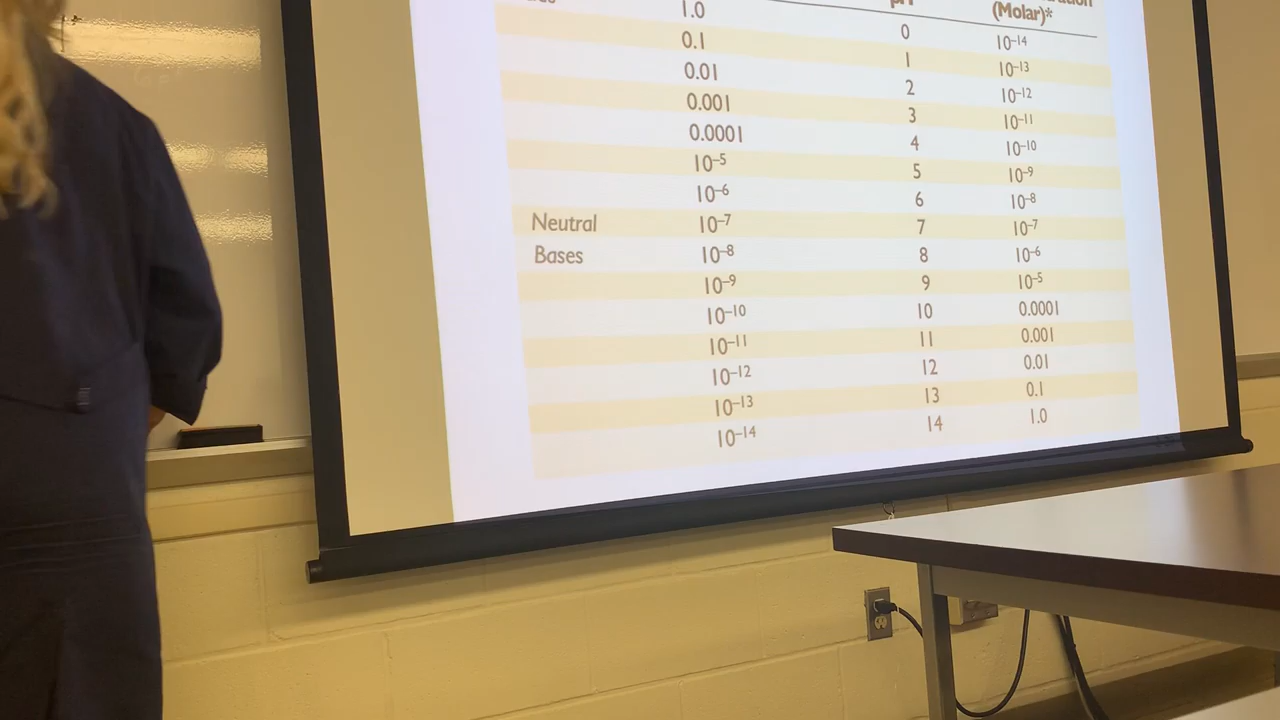 1.0 pH
(Molar)*
0.1 0 10⁻¹⁴
0.01 1 10⁻¹³
0.001 2 10⁻¹²
0.0001 3 10⁻¹¹
10⁻⁵ 4 10⁻¹⁰
10⁻⁶ 5 10⁻⁹
6 10⁻⁸
Neutral 10⁻⁷ 7 10⁻⁷
Bases 10⁻⁸ 8 10⁻⁶
10⁻⁹ 9 10⁻⁵
10⁻¹⁰ 10 0.0001
10⁻¹¹ 11 0.001
10⁻¹² 12 0.01
10⁻¹³ 13 0.1
10⁻¹⁴ 14 1.0